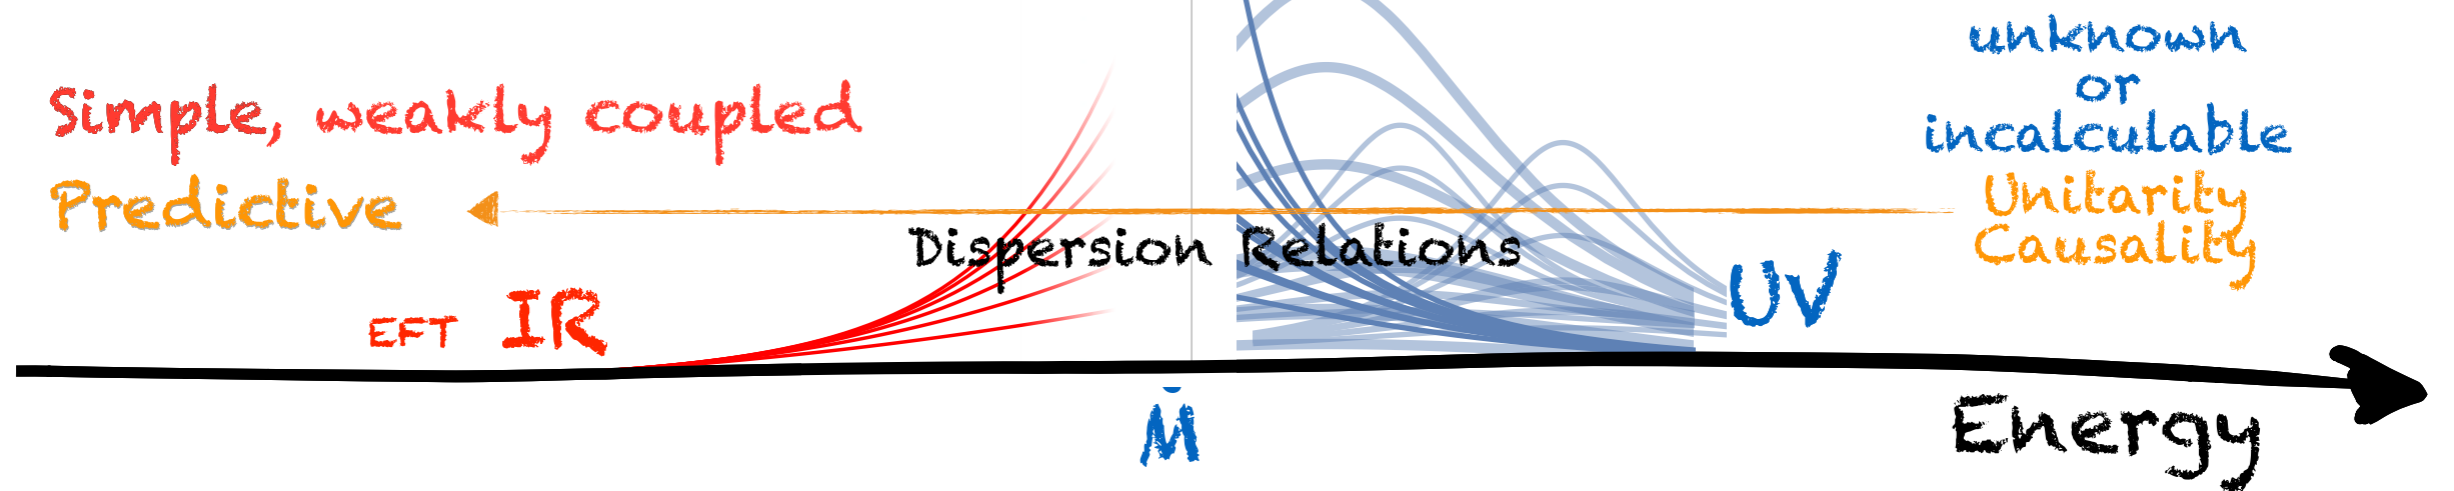 Simple, weakly coupled
Predictive
EFT IR
Dispersion Relations
M
unknown
or
incalculable
Unitarity
Causality
UV
Energy